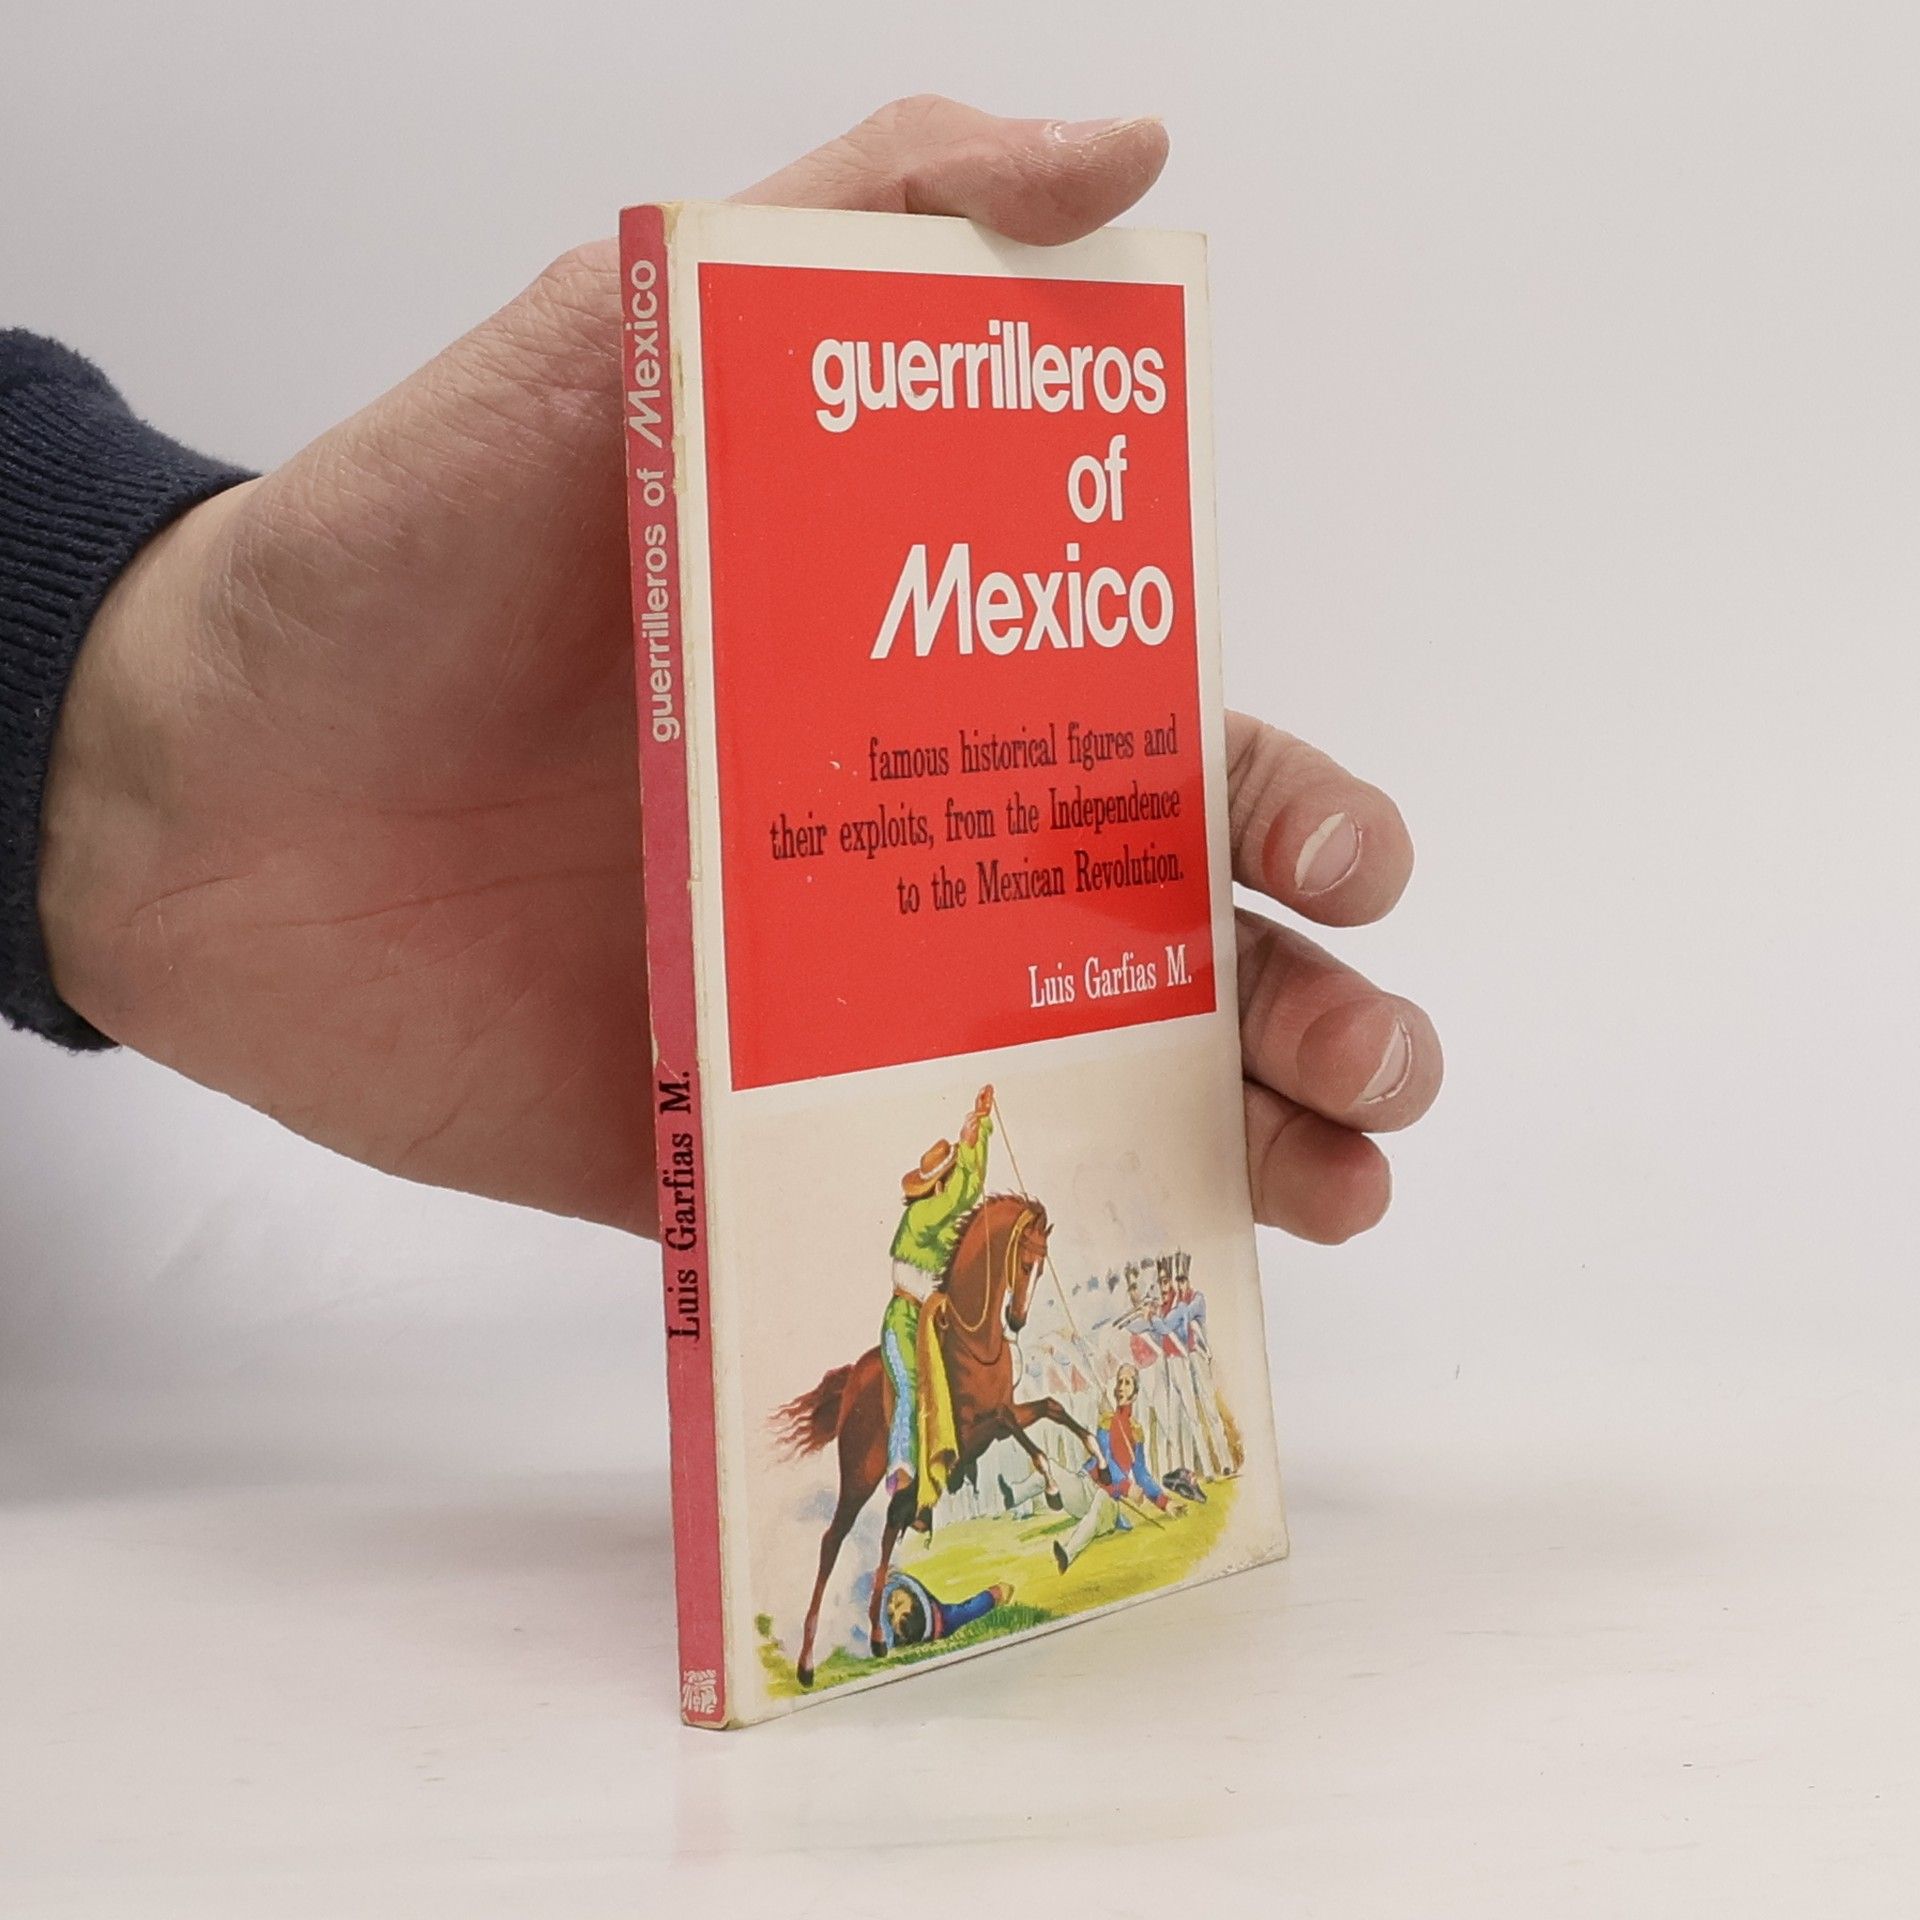 guerrilleros of Mexico
Luis Garfias M.
guerrilleros
of
Mexico
famous historical figures and
their exploits, from the Independence
to the Mexican Revolution.
Luis Garfias M.